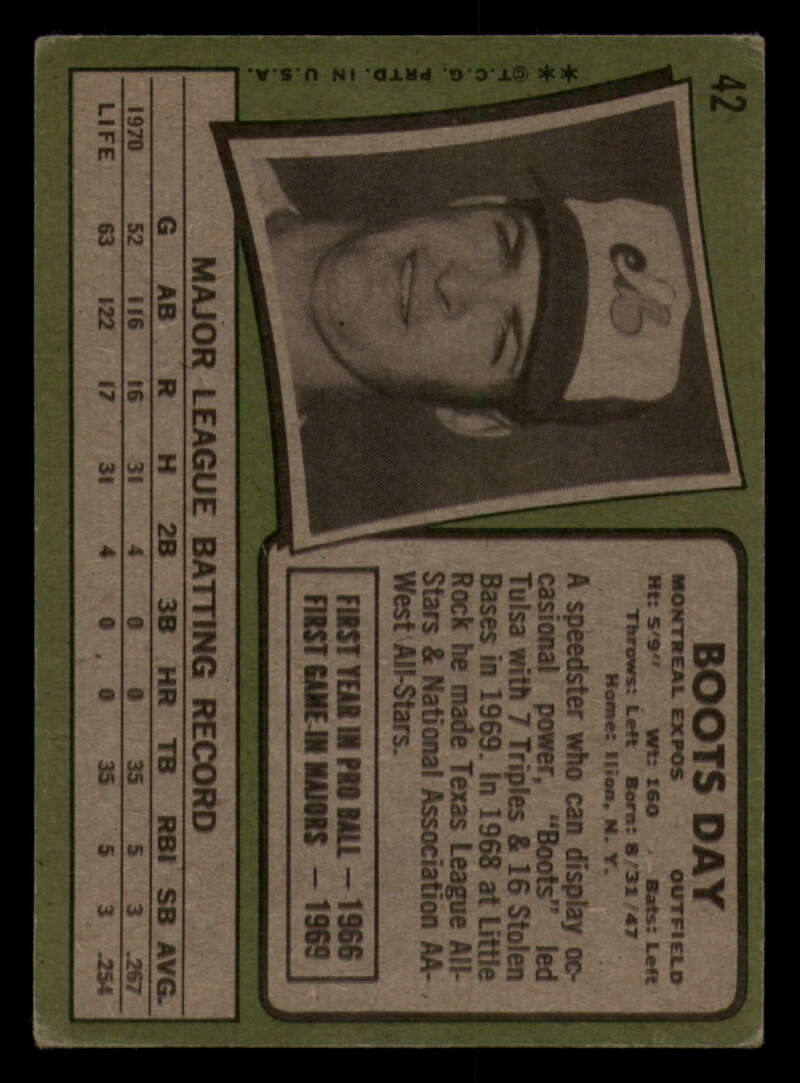 42
**©T.C.G. PRTD. IN U.S.A.
BOOTS DAY
MONTREAL EXPOS OUTFIELD
Ht: 5'9" Wt: 160 Bats: Left
Throws: Left Born: 8/31/47
Home: Ilion, N.Y.
A speedster who can display oc-
casional power, "Boots" led
Tulsa with 7 Triples & 16 Stolen
Bases in 1969. In 1968 at Little
Rock he made Texas League All-
Stars & National Association AA-
West All-Stars.
FIRST YEAR IN PRO BALL — 1966
FIRST GAME-IN MAJORS — 1969
MAJOR LEAGUE BATTING RECORD
G AB R H 2B 3B HR TB RBI SB AVG.
1970 52 116 16 31 4 0 0 35 5 3 .267
LIFE 63 122 17 31 4 0 0 35 5 3 .254